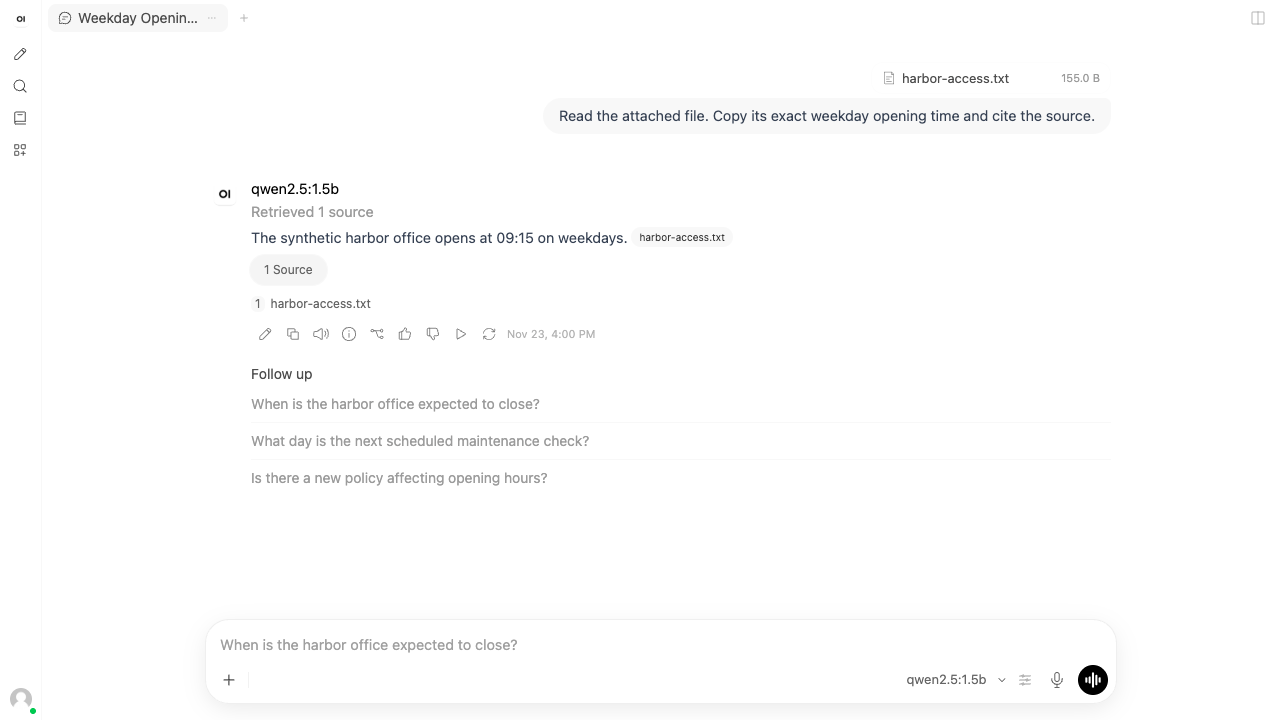 OI
Weekday Openin...
harbor-access.txt 155.0 B
Read the attached file. Copy its exact weekday opening time and cite the source.
OI
qwen2.5:1.5b
Retrieved 1 source
The synthetic harbor office opens at 09:15 on weekdays. harbor-access.txt
1 Source
1 harbor-access.txt
Nov 23, 4:00 PM
Follow up
When is the harbor office expected to close?
What day is the next scheduled maintenance check?
Is there a new policy affecting opening hours?
When is the harbor office expected to close?
qwen2.5:1.5b